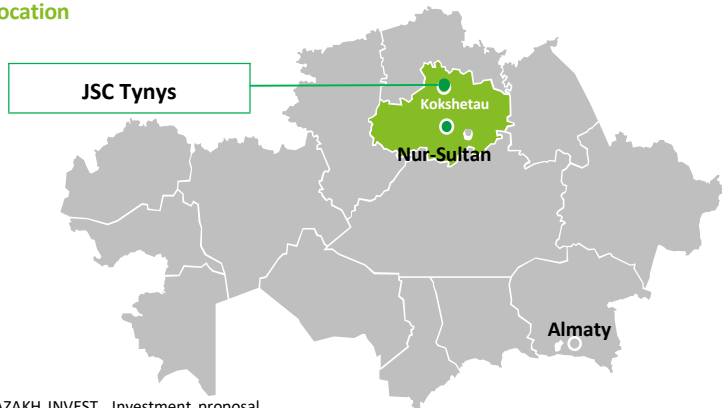 ocation
JSC Tynys
Kokshetau
Nur-Sultan
Almaty
AZAKH INVEST Investment proposal